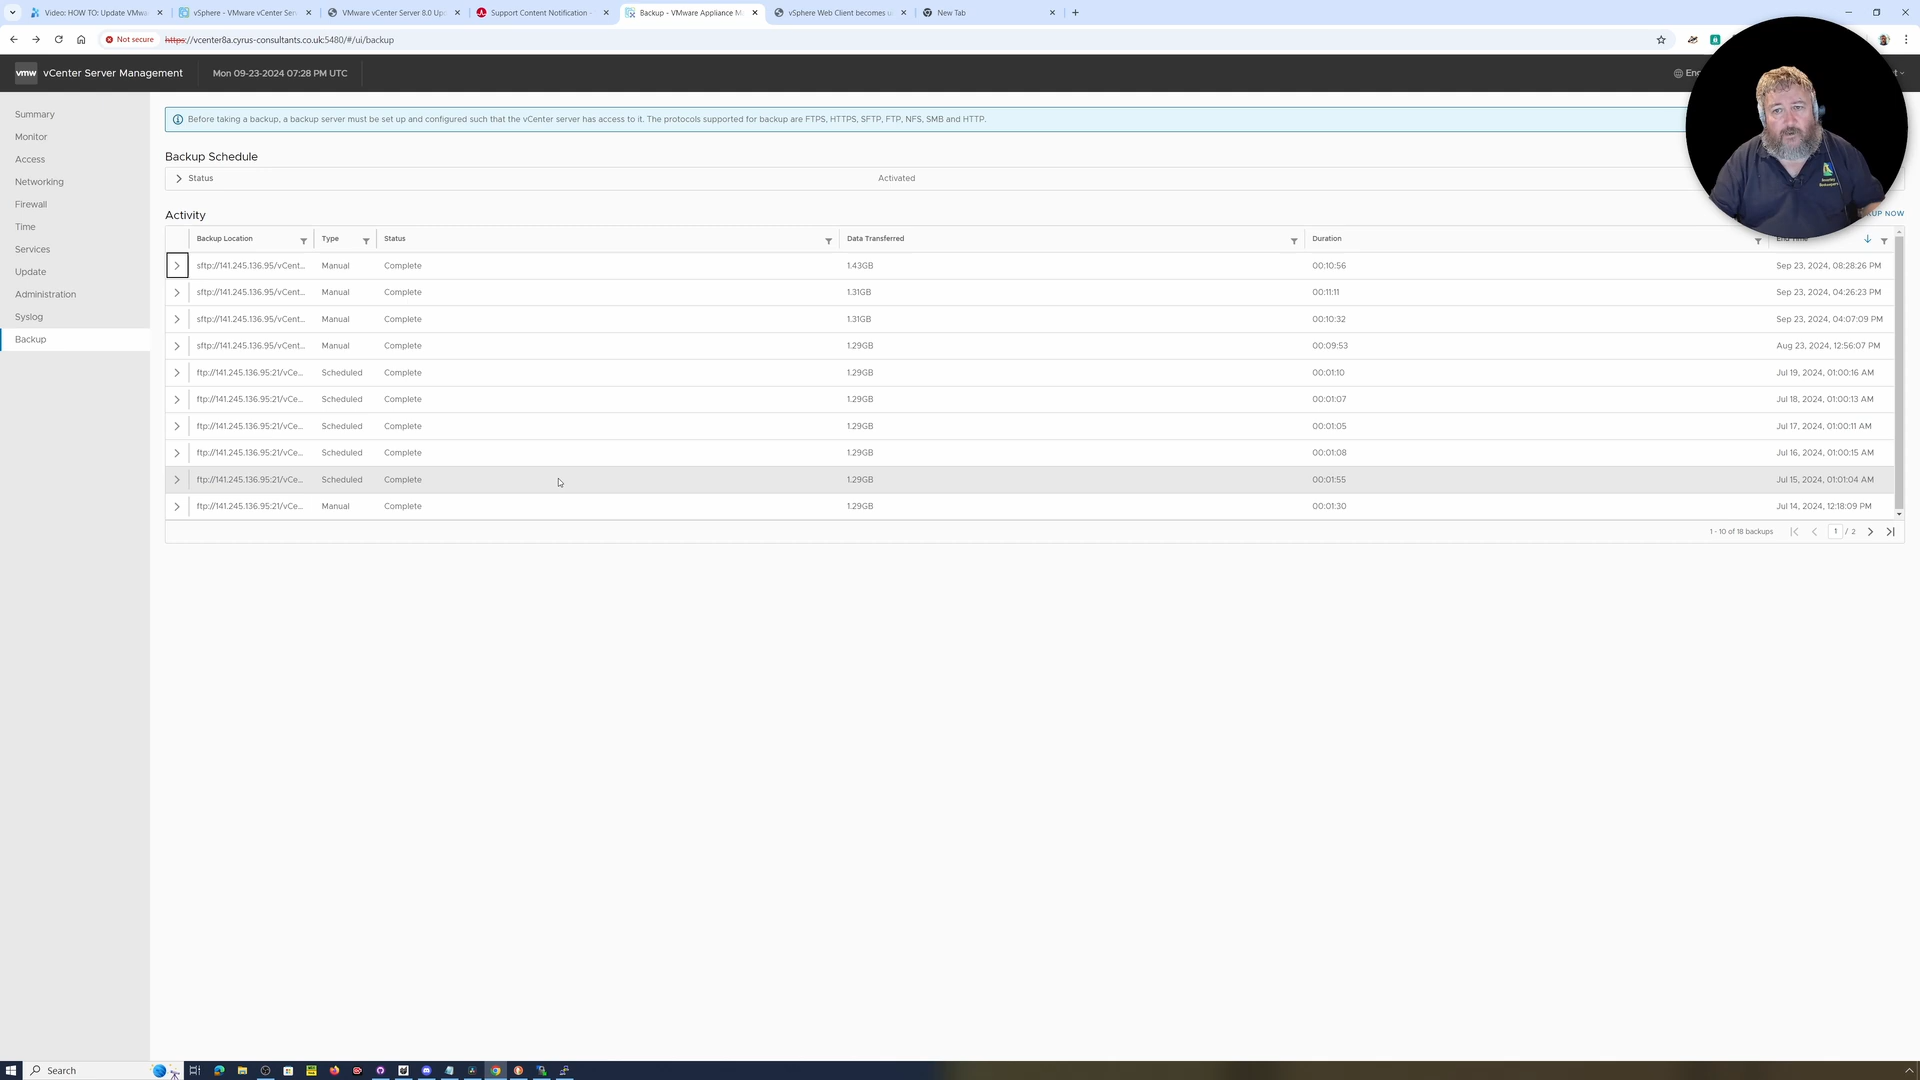 Video: HOW TO: Update VMwa
vSphere - VMware vCenter Ser
VMware vCenter Server 8.0 Up
Support Content Notification -
Backup - VMware Appliance M
vSphere Web Client becomes u
New Tab
Not secure
https://vcenter8a.cyrus-consultants.co.uk:5480/#/ui/backup
vmw
vCenter Server Management
Mon 09-23-2024 07:28 PM UTC
Eng
Summary
Monitor
Access
Networking
Firewall
Time
Services
Update
Administration
Syslog
Backup
Before taking a backup, a backup server must be set up and configured such that the vCenter server has access to it. The protocols supported for backup are FTPS, HTTPS, SFTP, FTP, NFS, SMB and HTTP.
Backup Schedule
Status Activated
Activity
KUP NOW
Backup Location Type Status Data Transferred Duration End Time
sftp://141.245.136.95/vCent... Manual Complete 1.43GB 00:10:56 Sep 23, 2024, 08:28:26 PM
sftp://141.245.136.95/vCent... Manual Complete 1.31GB 00:11:11 Sep 23, 2024, 04:26:23 PM
sftp://141.245.136.95/vCent... Manual Complete 1.31GB 00:10:32 Sep 23, 2024, 04:07:09 PM
sftp://141.245.136.95/vCent... Manual Complete 1.29GB 00:09:53 Aug 23, 2024, 12:56:07 PM
ftp://141.245.136.95:21/vCe... Scheduled Complete 1.29GB 00:01:10 Jul 19, 2024, 01:00:16 AM
ftp://141.245.136.95:21/vCe... Scheduled Complete 1.29GB 00:01:07 Jul 18, 2024, 01:00:13 AM
ftp://141.245.136.95:21/vCe... Scheduled Complete 1.29GB 00:01:05 Jul 17, 2024, 01:00:11 AM
ftp://141.245.136.95:21/vCe... Scheduled Complete 1.29GB 00:01:08 Jul 16, 2024, 01:00:15 AM
ftp://141.245.136.95:21/vCe... Scheduled Complete 1.29GB 00:01:55 Jul 15, 2024, 01:01:04 AM
ftp://141.245.136.95:21/vCe... Manual Complete 1.29GB 00:01:30 Jul 14, 2024, 12:18:09 PM
1 - 10 of 18 backups 1 / 2
Search